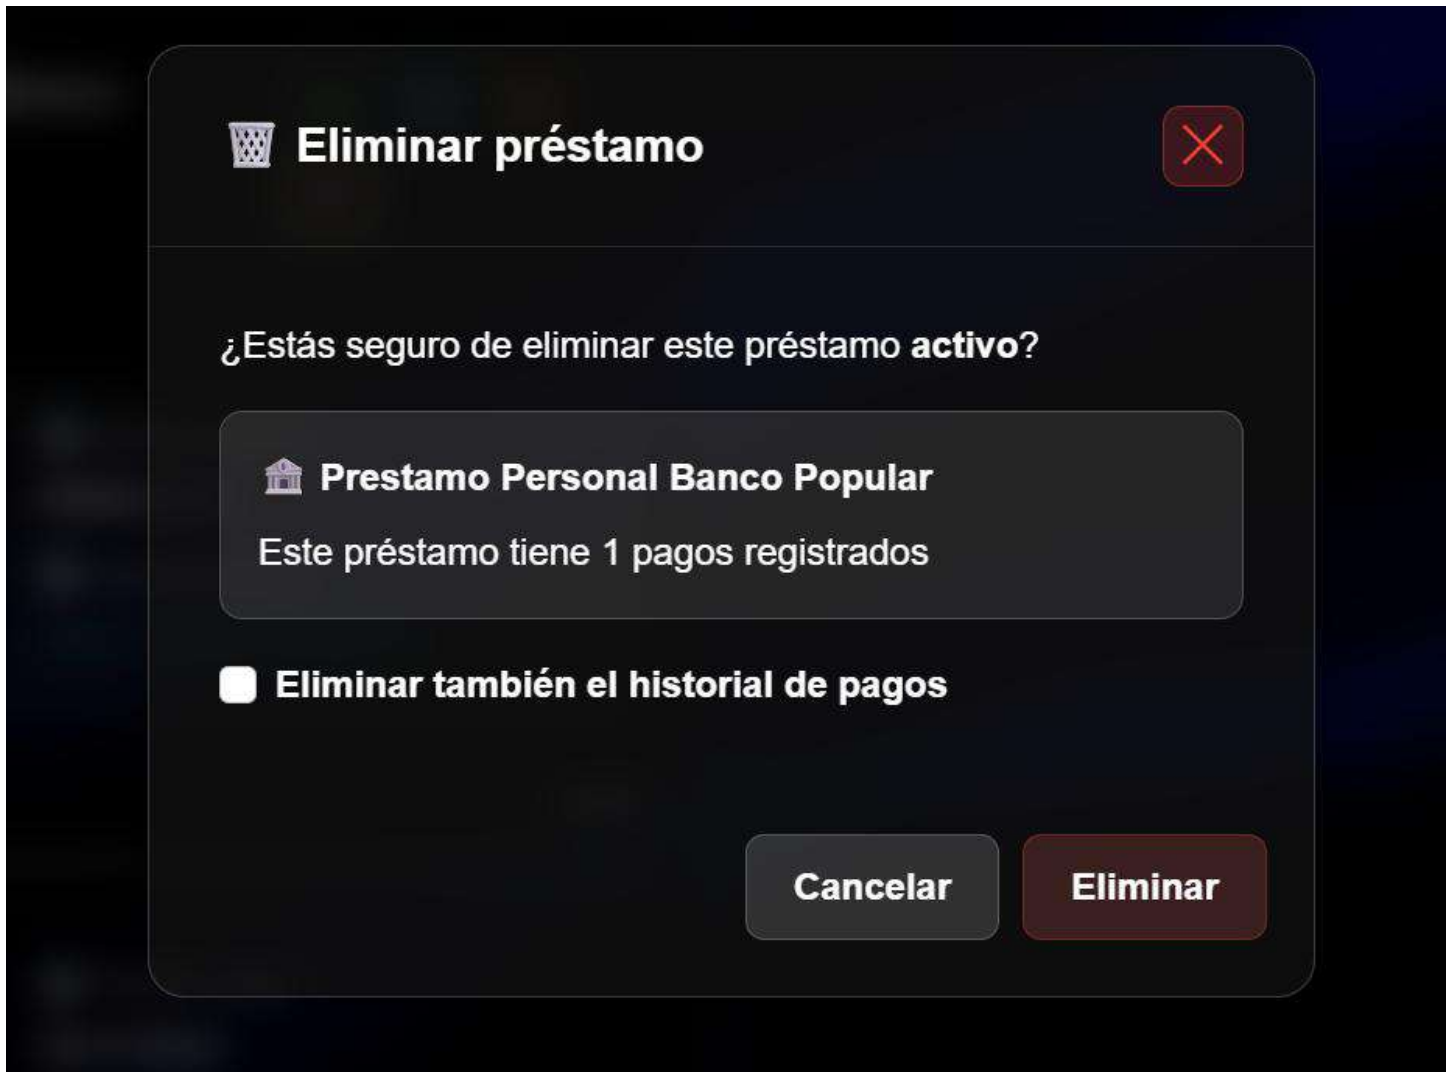 Eliminar préstamo
¿Estás seguro de eliminar este préstamo activo?
Prestamo Personal Banco Popular
Este préstamo tiene 1 pagos registrados
Eliminar también el historial de pagos
Cancelar
Eliminar